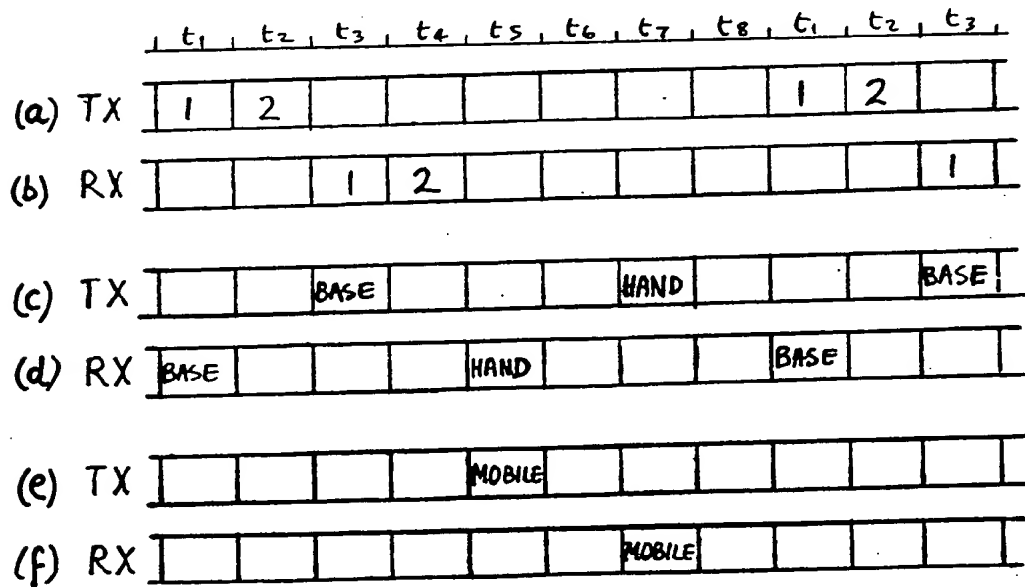 t1 t2 t3 t4 t5 t6 t7 t8 t1 t2 t3
(a) TX 1 2 1 2
(b) RX 1 2 1
(c) TX BASE HAND BASE
(d) RX BASE HAND BASE
(e) TX MOBILE
(f) RX MOBILE